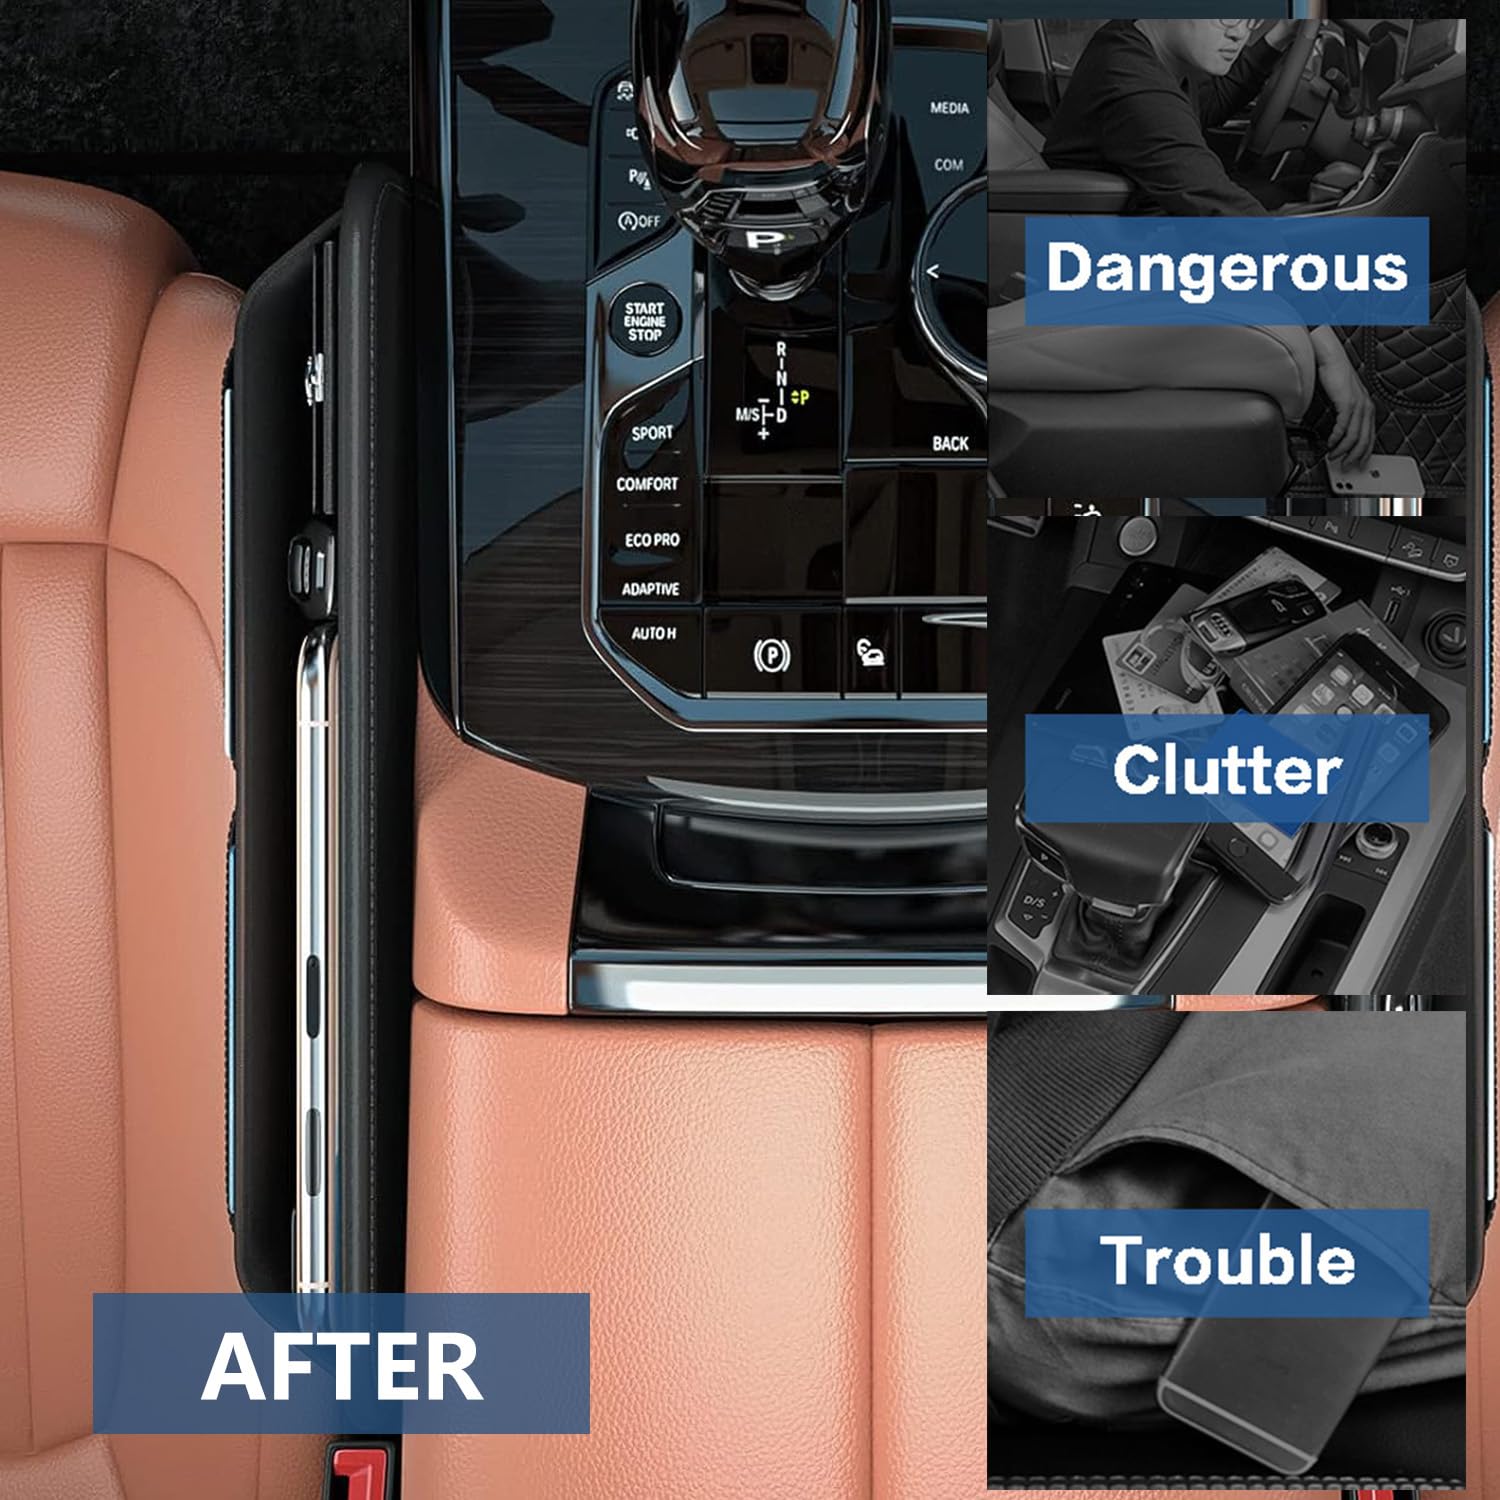 MEDIA
COM
OFF
P
START
ENGINE
STOP
<
R
N
P
M/S
D
+
SPORT
BACK
COMFORT
ECO PRO
ADAPTIVE
AUTO H
P
AFTER
Dangerous
Clutter
D/S
Trouble